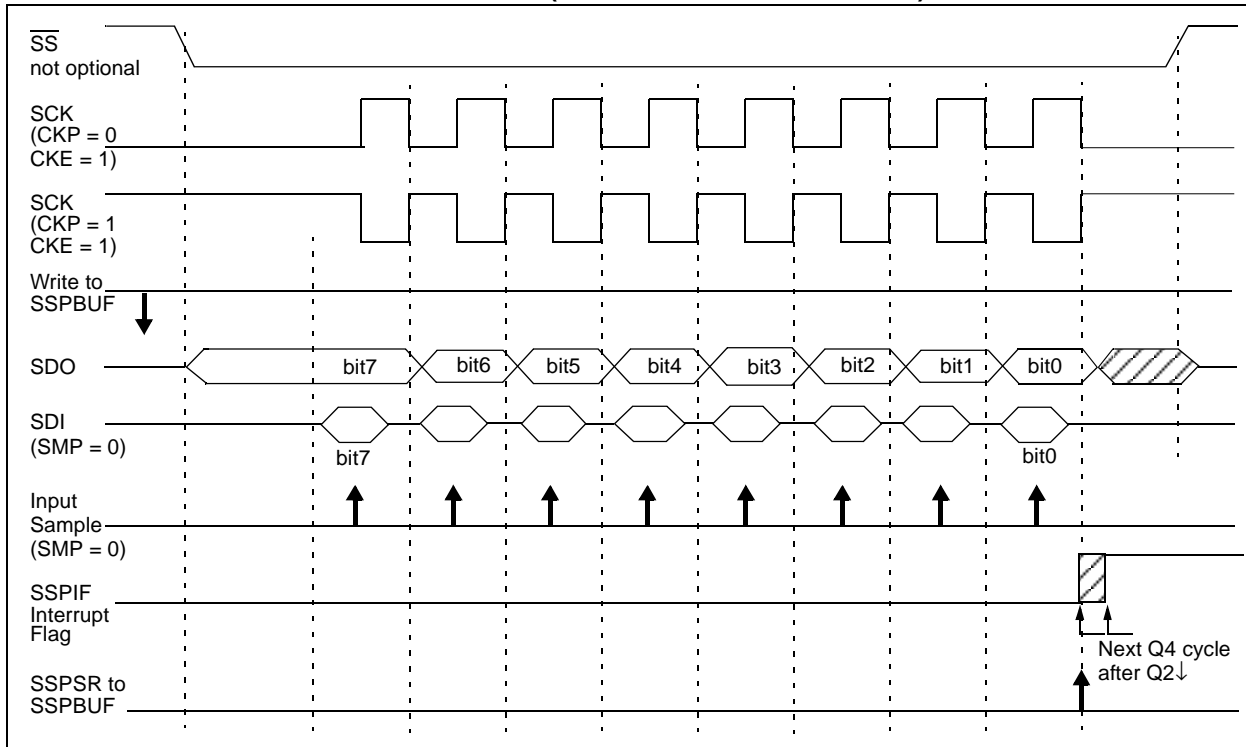 SS
not optional
SCK
(CKP = 0
CKE = 1)
SCK
(CKP = 1
CKE = 1)
Write to
SSPBUF
SDO bit7 bit6 bit5 bit4 bit3 bit2 bit1 bit0
SDI
(SMP = 0)
bit7 bit0
Input
Sample
(SMP = 0)
SSPIF
Interrupt
Flag
Next Q4 cycle
after Q2↓
SSPSR to
SSPBUF